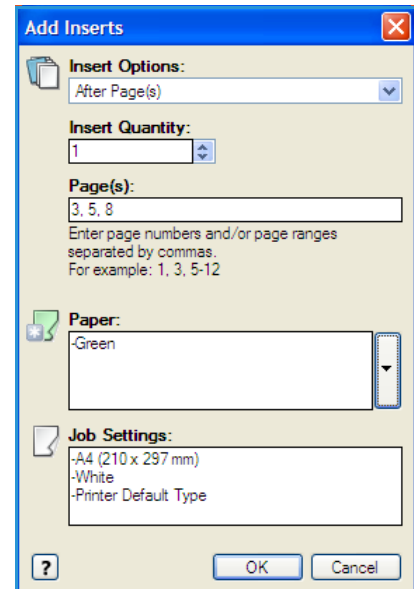 Add Inserts
Insert Options:
After Page(s)
Insert Quantity:
1
Page(s):
3, 5, 8
Enter page numbers and/or page ranges
separated by commas.
For example: 1, 3, 5-12
Paper:
-Green
Job Settings:
-A4 (210 x 297 mm)
-White
-Printer Default Type
?
OK
Cancel